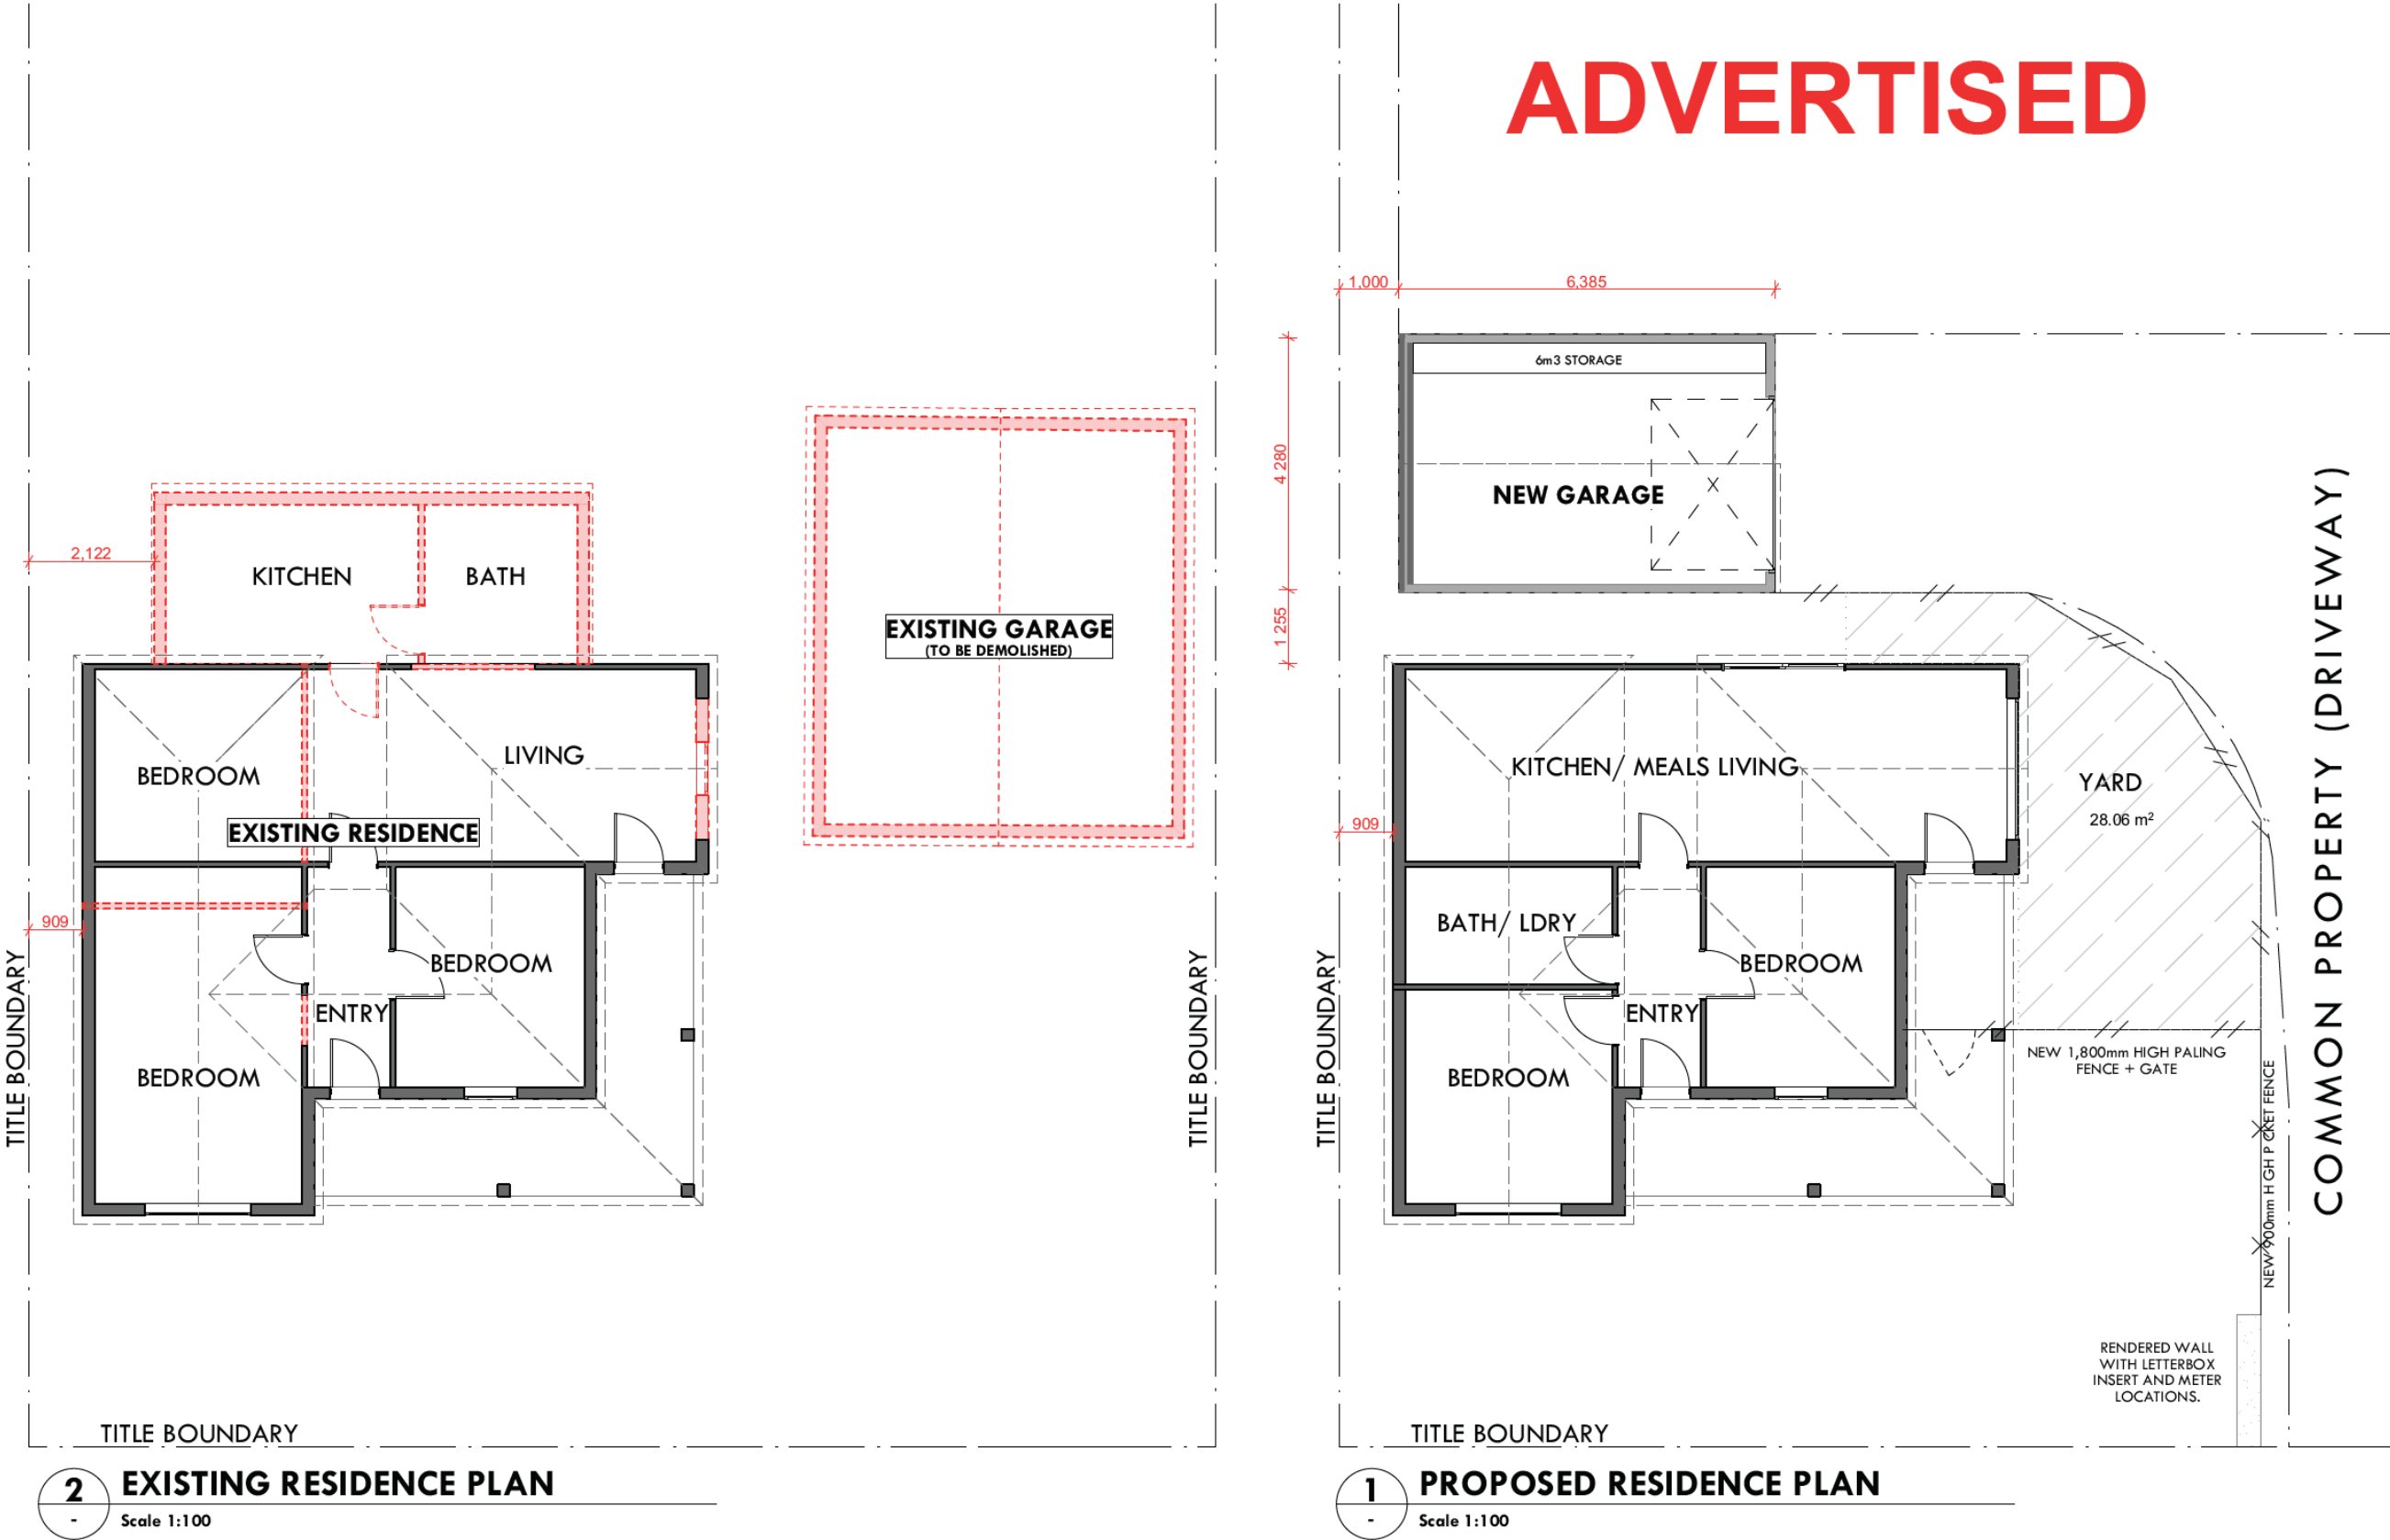 ADVERTISED
2,122
KITCHEN
BATH
EXISTING GARAGE
(TO BE DEMOLISHED)
BEDROOM
LIVING
EXISTING RESIDENCE
909
BEDROOM
ENTRY
BEDROOM
TITLE BOUNDARY
TITLE BOUNDARY
TITLE BOUNDARY
2
-
EXISTING RESIDENCE PLAN
Scale 1:100
1,000
6,385
4 280
1 255
6m3 STORAGE
NEW GARAGE
X
KITCHEN/ MEALS LIVING
909
YARD
28.06 m²
BATH/ LDRY
BEDROOM
ENTRY
BEDROOM
NEW 1,800mm HIGH PALING
FENCE + GATE
NEW 900mm H GH P CKET FENCE
COMMON PROPERTY (DRIVEWAY)
RENDERED WALL
WITH LETTERBOX
INSERT AND METER
LOCATIONS.
TITLE BOUNDARY
TITLE BOUNDARY
1
-
PROPOSED RESIDENCE PLAN
Scale 1:100